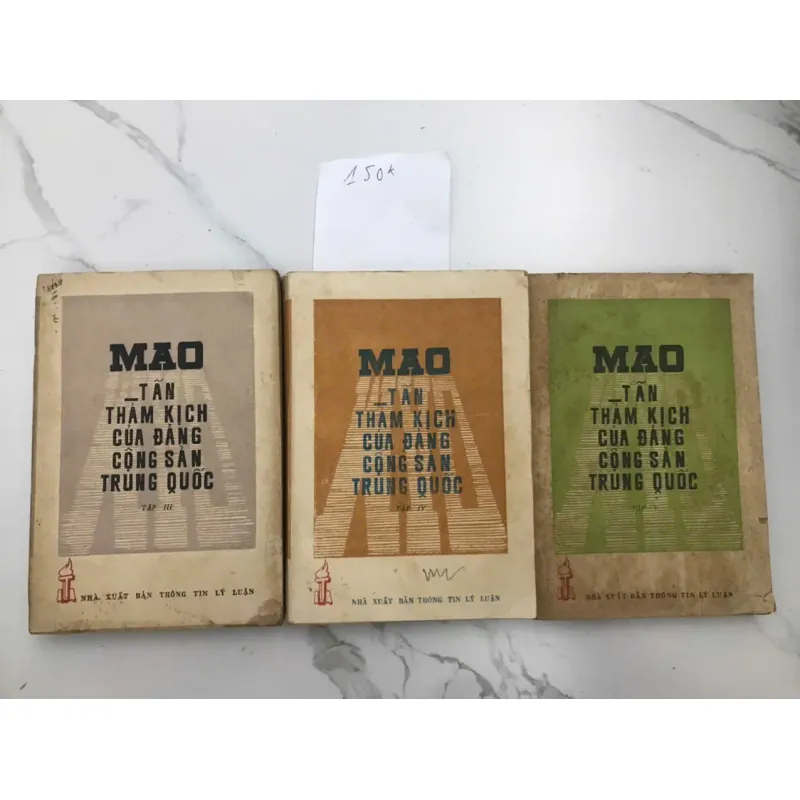 150k
MAO
_TẤN
THẢM KỊCH
CỦA ĐẢNG
CỘNG SẢN
TRUNG QUỐC
TẬP III
NHÀ XUẤT BẢN THÔNG TIN LÝ LUẬN
MAO
_TẤN
THẢM KỊCH
CỦA ĐẢNG
CỘNG SẢN
TRUNG QUỐC
TẬP IV
NHÀ XUẤT BẢN THÔNG TIN LÝ LUẬN
MAO
_TẤN
THẢM KỊCH
CỦA ĐẢNG
CỘNG SẢN
TRUNG QUỐC
TẬP V
NHÀ XUẤT BẢN THÔNG TIN LÝ LUẬN